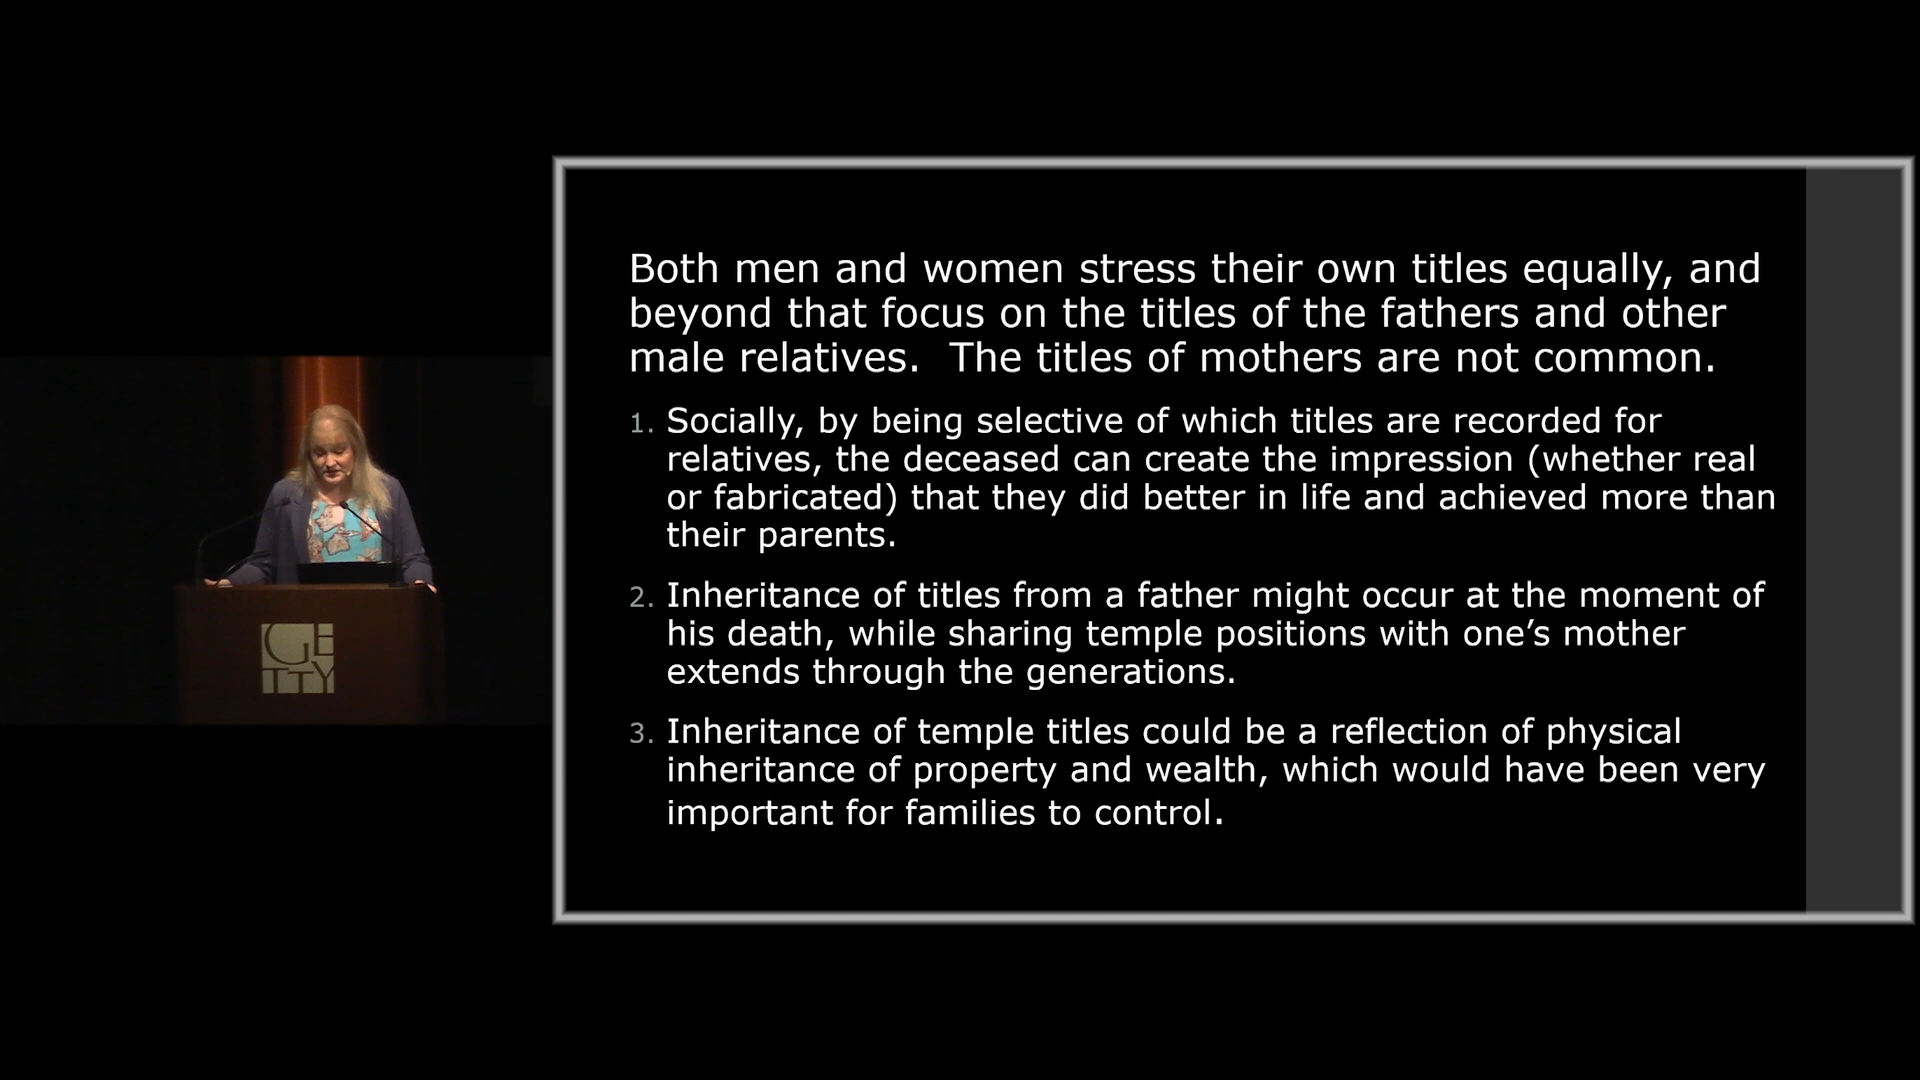 Both men and women stress their own titles equally, and
beyond that focus on the titles of the fathers and other
male relatives.  The titles of mothers are not common.
1. Socially, by being selective of which titles are recorded for
relatives, the deceased can create the impression (whether real
or fabricated) that they did better in life and achieved more than
their parents.
2. Inheritance of titles from a father might occur at the moment of
his death, while sharing temple positions with one’s mother
extends through the generations.
3. Inheritance of temple titles could be a reflection of physical
inheritance of property and wealth, which would have been very
important for families to control.
GE
TTY